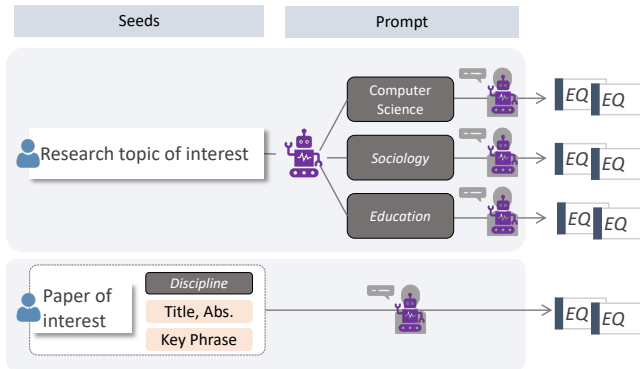 Seeds
Prompt
Research topic of interest
Computer
Science
EQ
EQ
Sociology
EQ
EQ
Education
EQ
EQ
Paper of
interest
Discipline
Title, Abs.
Key Phrase
EQ
EQ